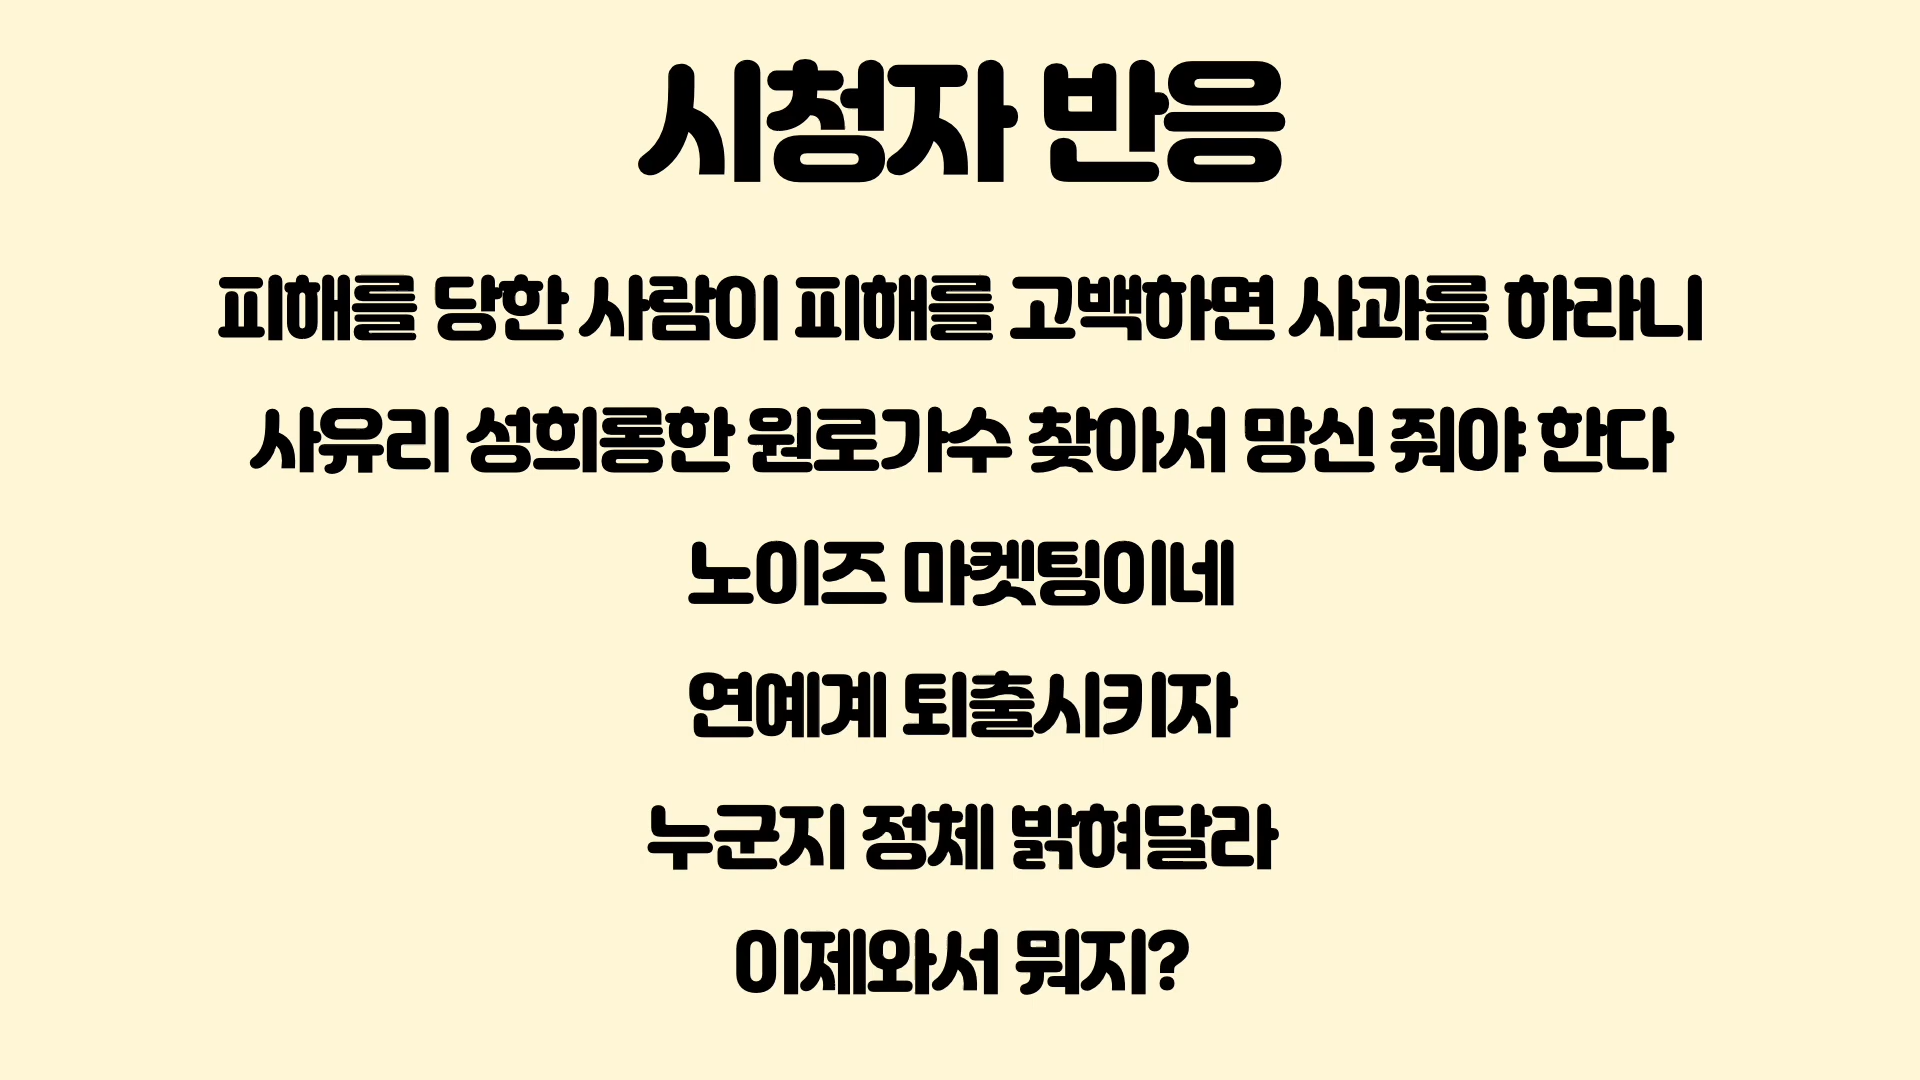 시청자 반응
피해를 당한 사람이 피해를 고백하면 사과를 하라니
사유리 성희롱한 원로가수 찾아서 망신 줘야 한다
노이즈 마켓팅이네
연예계 퇴출시키자
누군지 정체 밝혀달라
이제와서 뭐지?